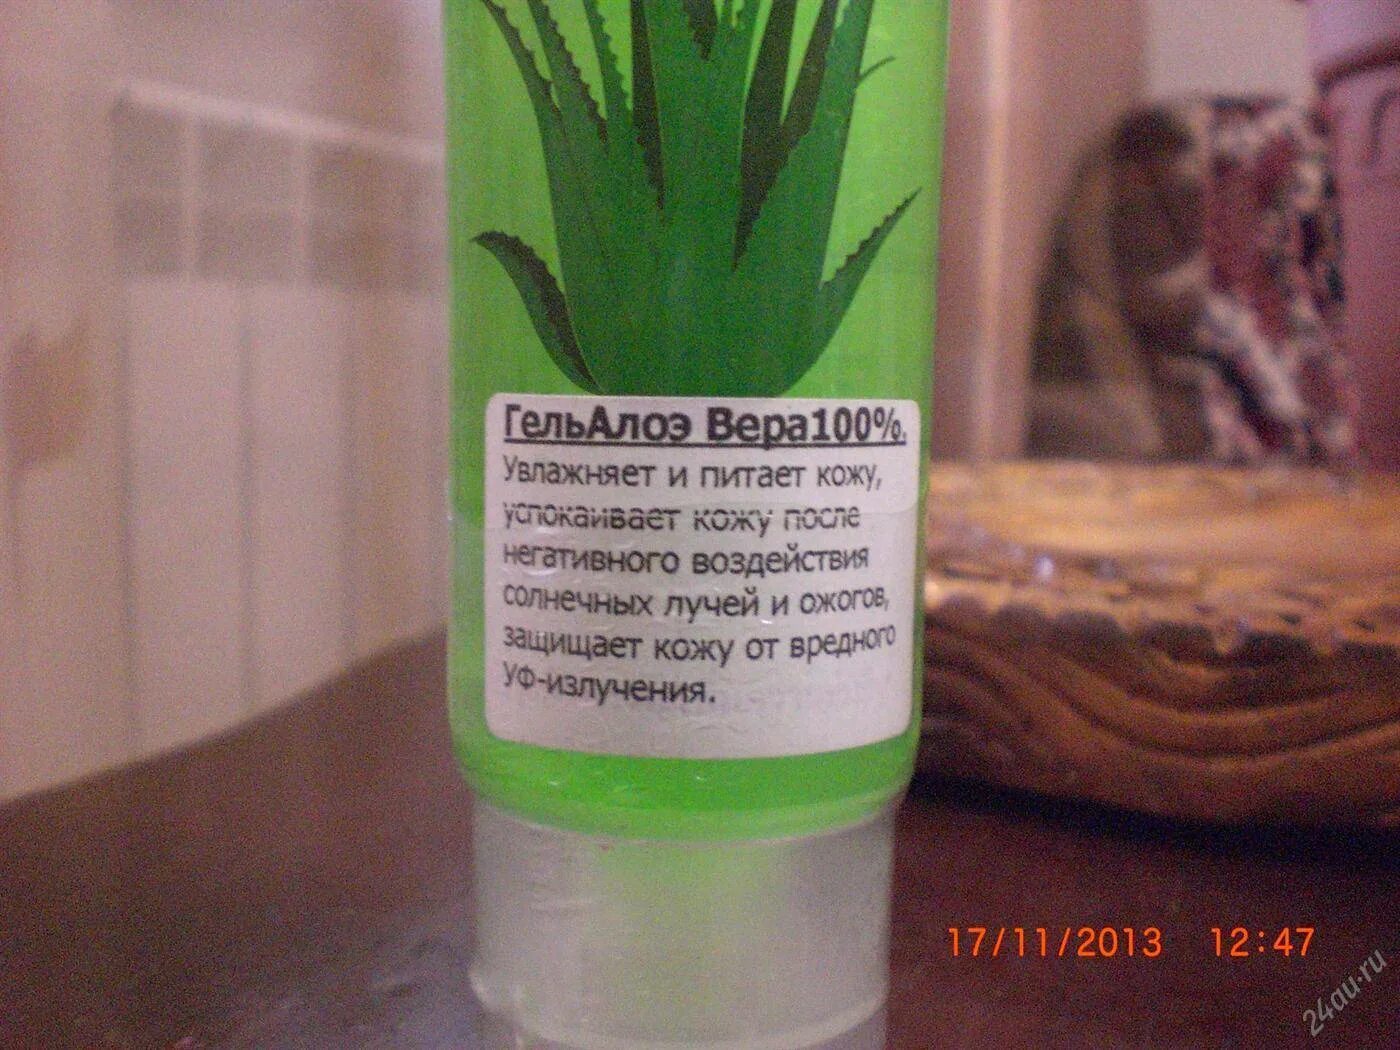 ГельАлоэ Вера100%.
Увлажняет и питает кожу,
успокаивает кожу после
негативного воздействия
солнечных лучей и ожогов,
защищает кожу от вредного
УФ-излучения.
17/11/2013 12:47
24au.ru